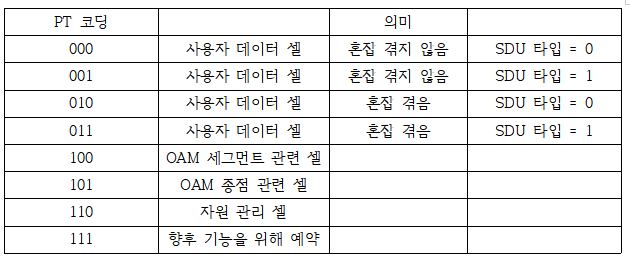 PT 코딩 의미
000 사용자 데이터 셀 혼집 겪지 않음 SDU 타입 = 0
001 사용자 데이터 셀 혼집 겪지 않음 SDU 타입 = 1
010 사용자 데이터 셀 혼집 겪음 SDU 타입 = 0
011 사용자 데이터 셀 혼집 겪음 SDU 타입 = 1
100 OAM 세그먼트 관련 셀
101 OAM 종점 관련 셀
110 자원 관리 셀
111 향후 기능을 위해 예약